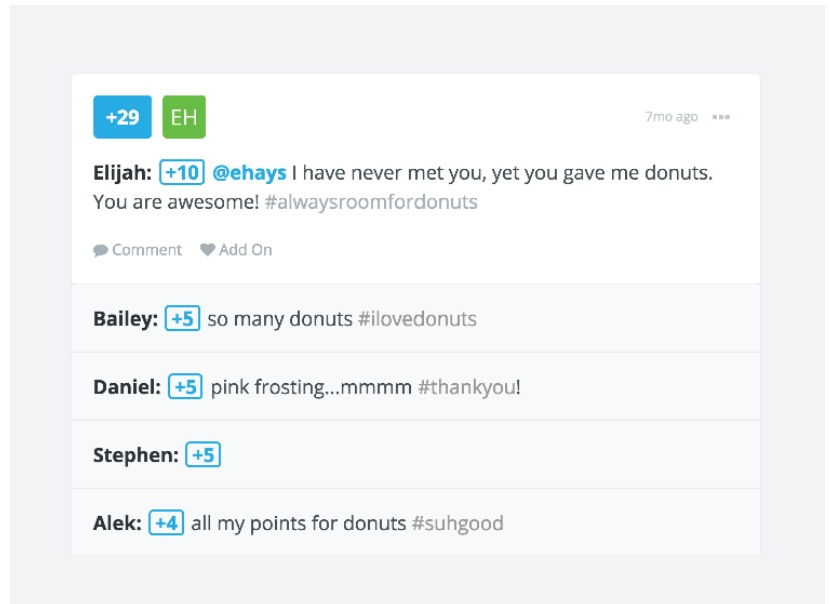 +29 EH 7mo ago
Elijah: +10 @ehays I have never met you, yet you gave me donuts.
You are awesome! #alwaysroomfordonuts
Comment Add On
Bailey: +5 so many donuts #ilovedonuts
Daniel: +5 pink frosting...mmmm #thankyou!
Stephen: +5
Alek: +4 all my points for donuts #suhgood